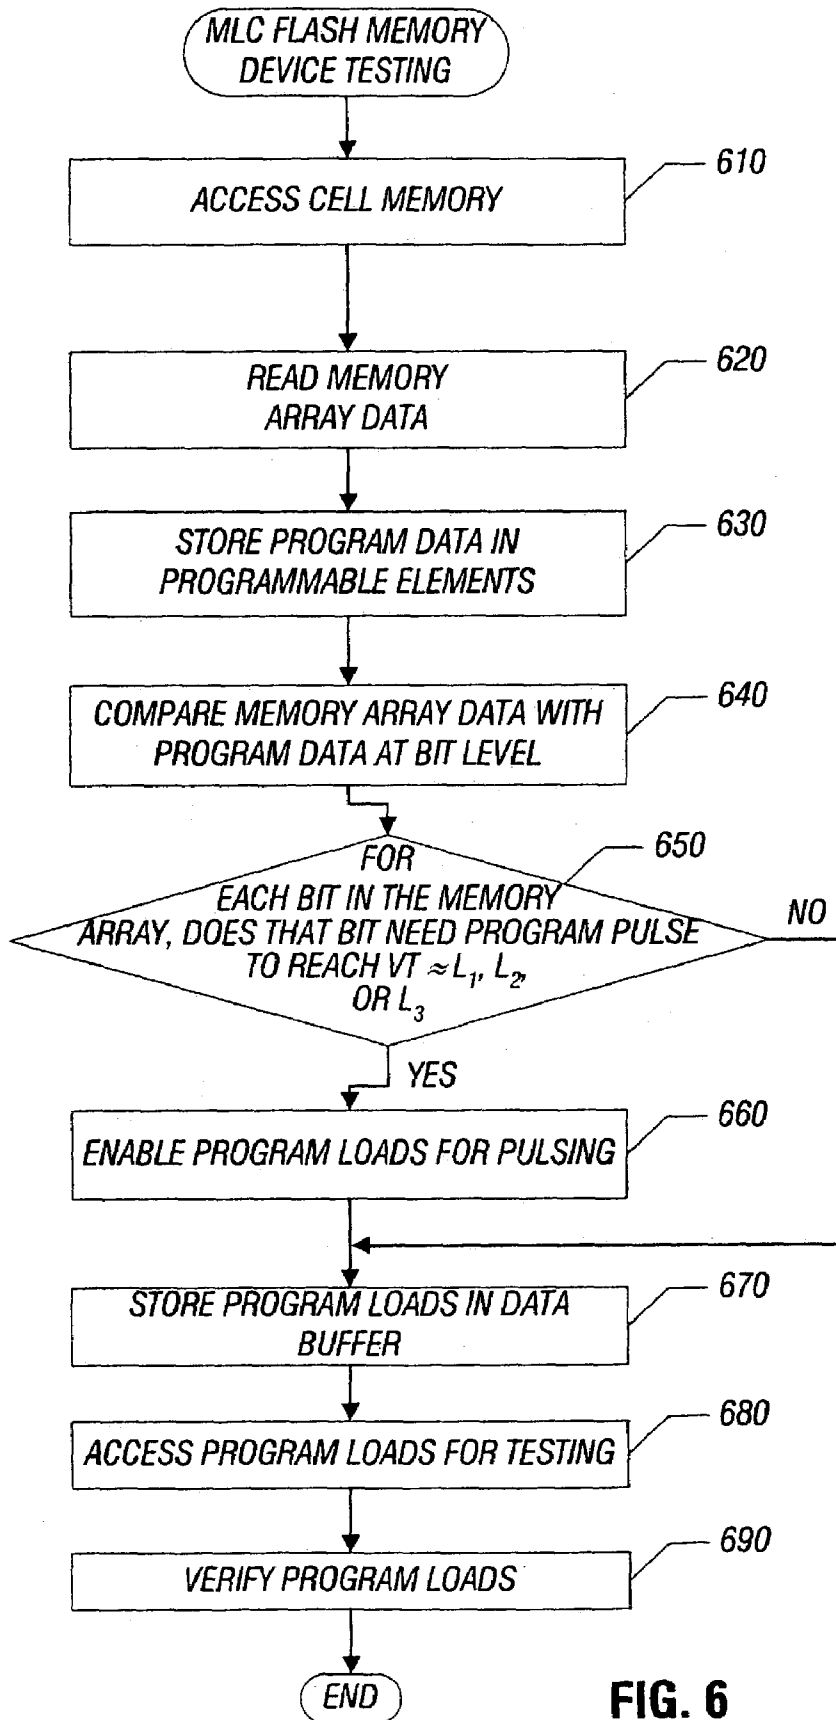 MLC FLASH MEMORY
DEVICE TESTING
610
ACCESS CELL MEMORY
620
READ MEMORY
ARRAY DATA
630
STORE PROGRAM DATA IN
PROGRAMMABLE ELEMENTS
640
COMPARE MEMORY ARRAY DATA WITH
PROGRAM DATA AT BIT LEVEL
650
FOR
EACH BIT IN THE MEMORY
ARRAY, DOES THAT BIT NEED PROGRAM PULSE
TO REACH VT ≈ L1, L2,
OR L3
NO
YES
660
ENABLE PROGRAM LOADS FOR PULSING
670
STORE PROGRAM LOADS IN DATA
BUFFER
680
ACCESS PROGRAM LOADS FOR TESTING
690
VERIFY PROGRAM LOADS
END
FIG. 6